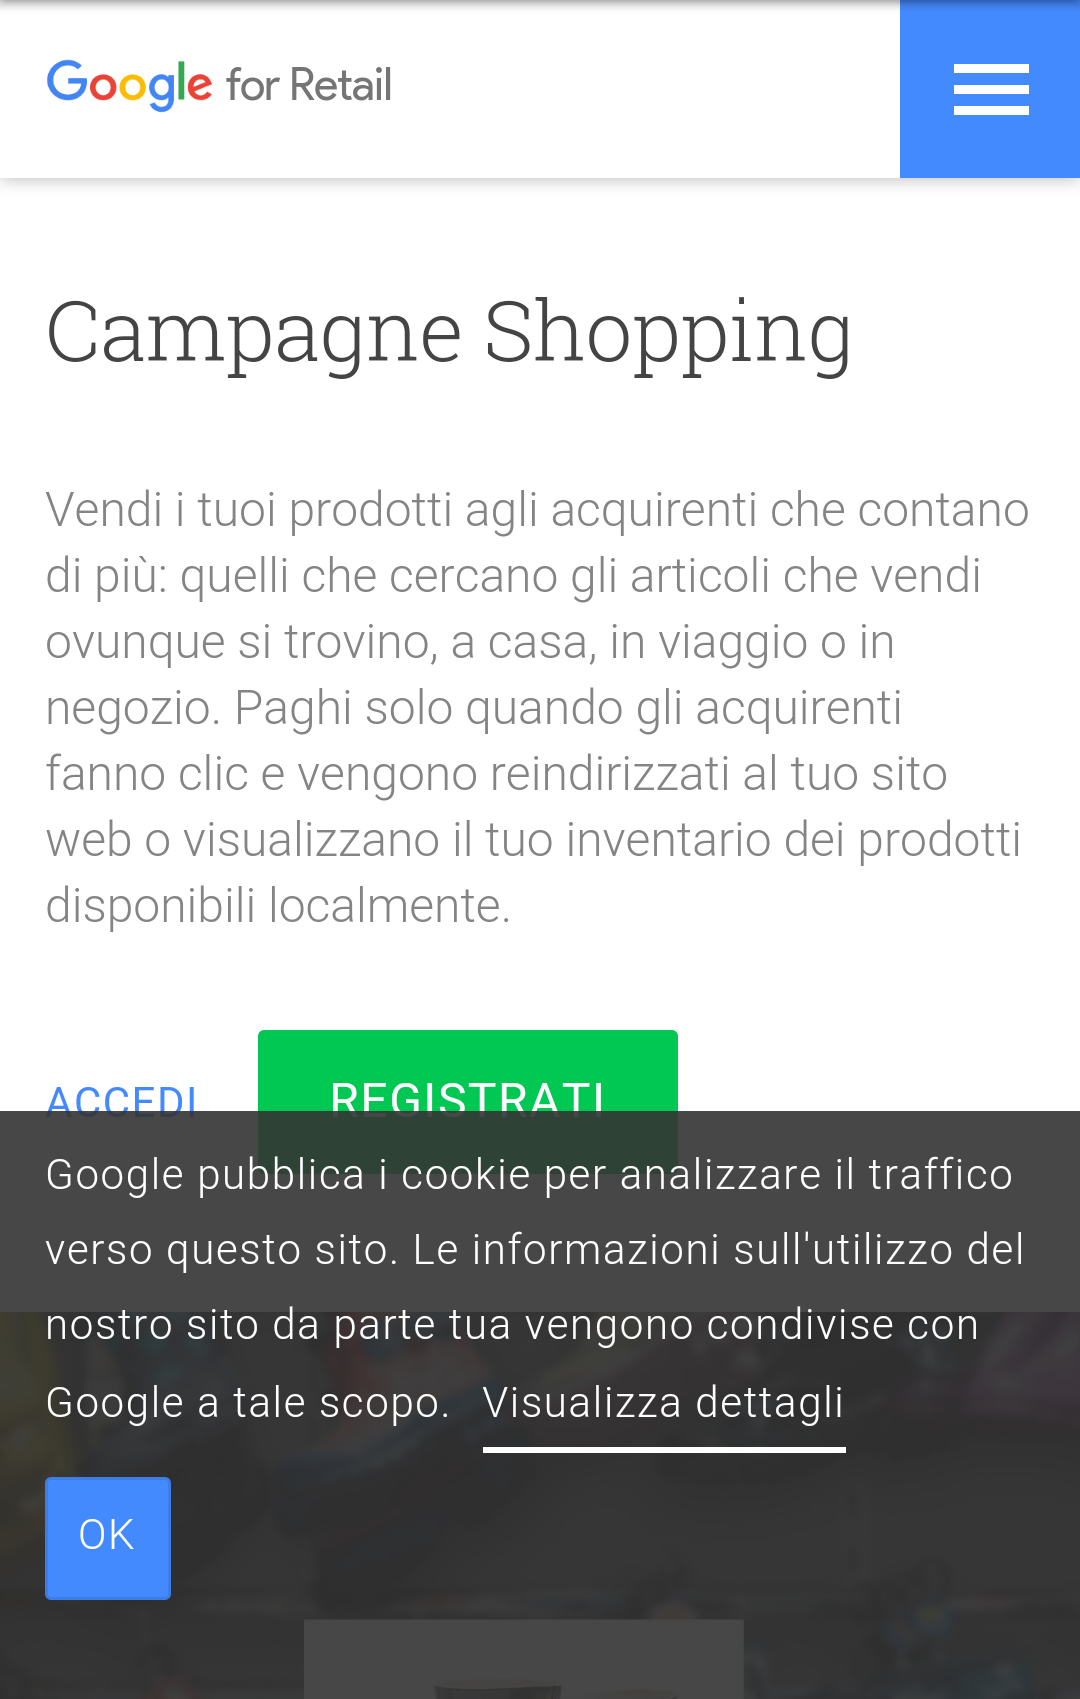 Google for Retail
Campagne Shopping
Vendi i tuoi prodotti agli acquirenti che contano
di più: quelli che cercano gli articoli che vendi
ovunque si trovino, a casa, in viaggio o in
negozio. Paghi solo quando gli acquirenti
fanno clic e vengono reindirizzati al tuo sito
web o visualizzano il tuo inventario dei prodotti
disponibili localmente.
ACCEDI REGISTRATI
Google pubblica i cookie per analizzare il traffico
verso questo sito. Le informazioni sull'utilizzo del
nostro sito da parte tua vengono condivise con
Google a tale scopo. Visualizza dettagli
OK